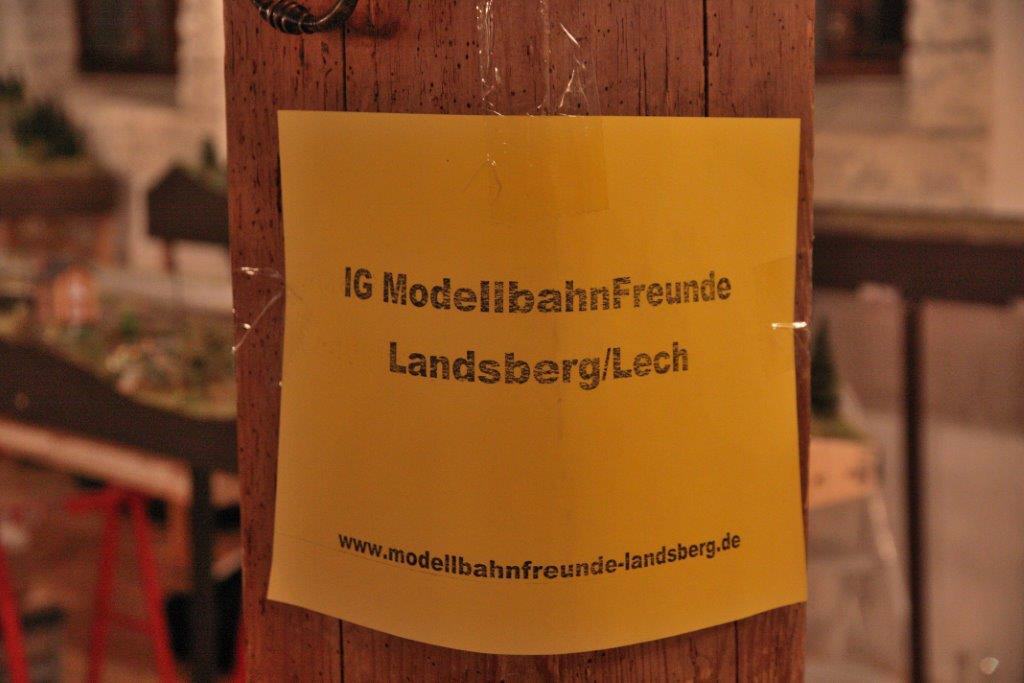 IG ModellbahnFreunde
Landsberg/Lech
www.modellbahnfreunde-landsberg.de